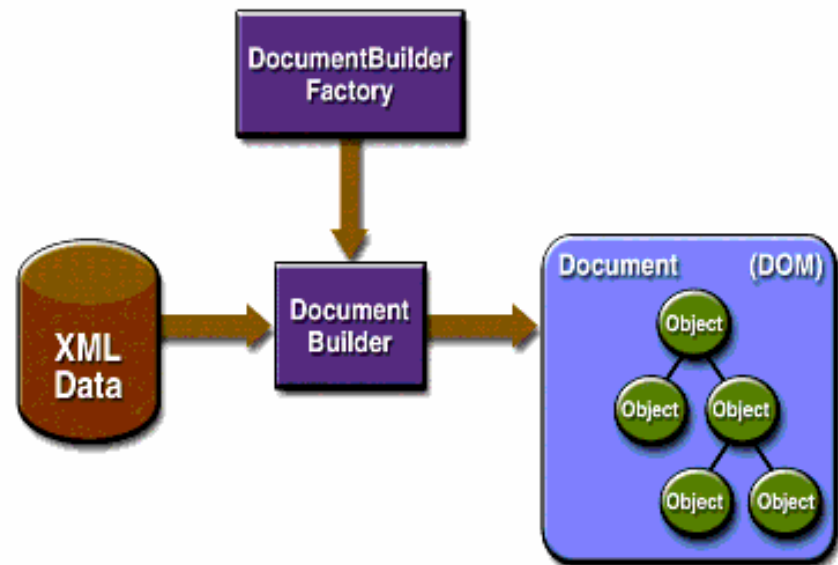 DocumentBuilder
Factory
XML
Data
Document
Builder
Document (DOM)
Object
Object
Object
Object
Object